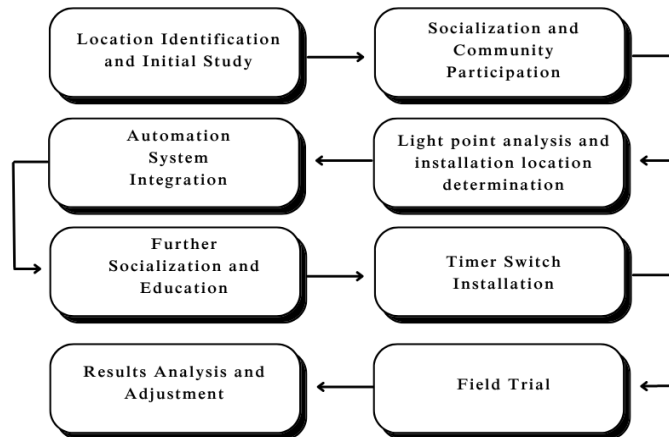 Location Identification
and Initial Study
Socialization and
Community
Participation
Automation
System
Integration
Light point analysis and
installation location
determination
Further
Socialization and
Education
Timer Switch
Installation
Results Analysis and
Adjustment
Field Trial